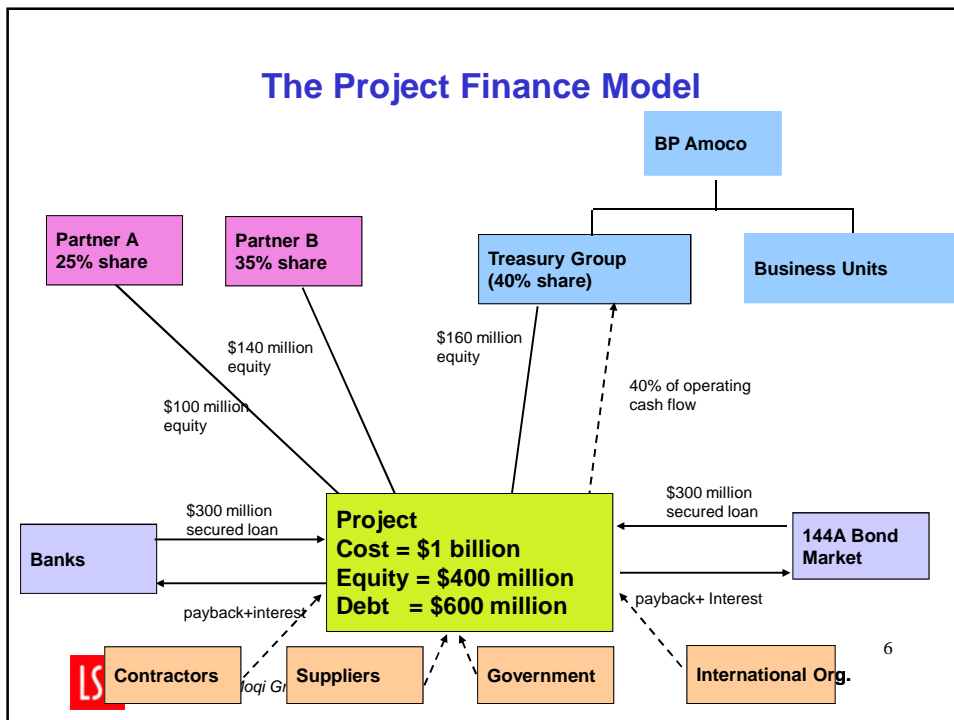 The Project Finance Model
BP Amoco
Partner A
25% share
Partner B
35% share
Treasury Group
(40% share)
Business Units
$140 million
equity
$160 million
equity
$100 million
equity
40% of operating
cash flow
$300 million
secured loan
$300 million
secured loan
Banks
Project
Cost = $1 billion
Equity = $400 million
Debt = $600 million
144A Bond
Market
payback+interest
payback+ Interest
Contractors
Suppliers
Government
International Org.
6
LS